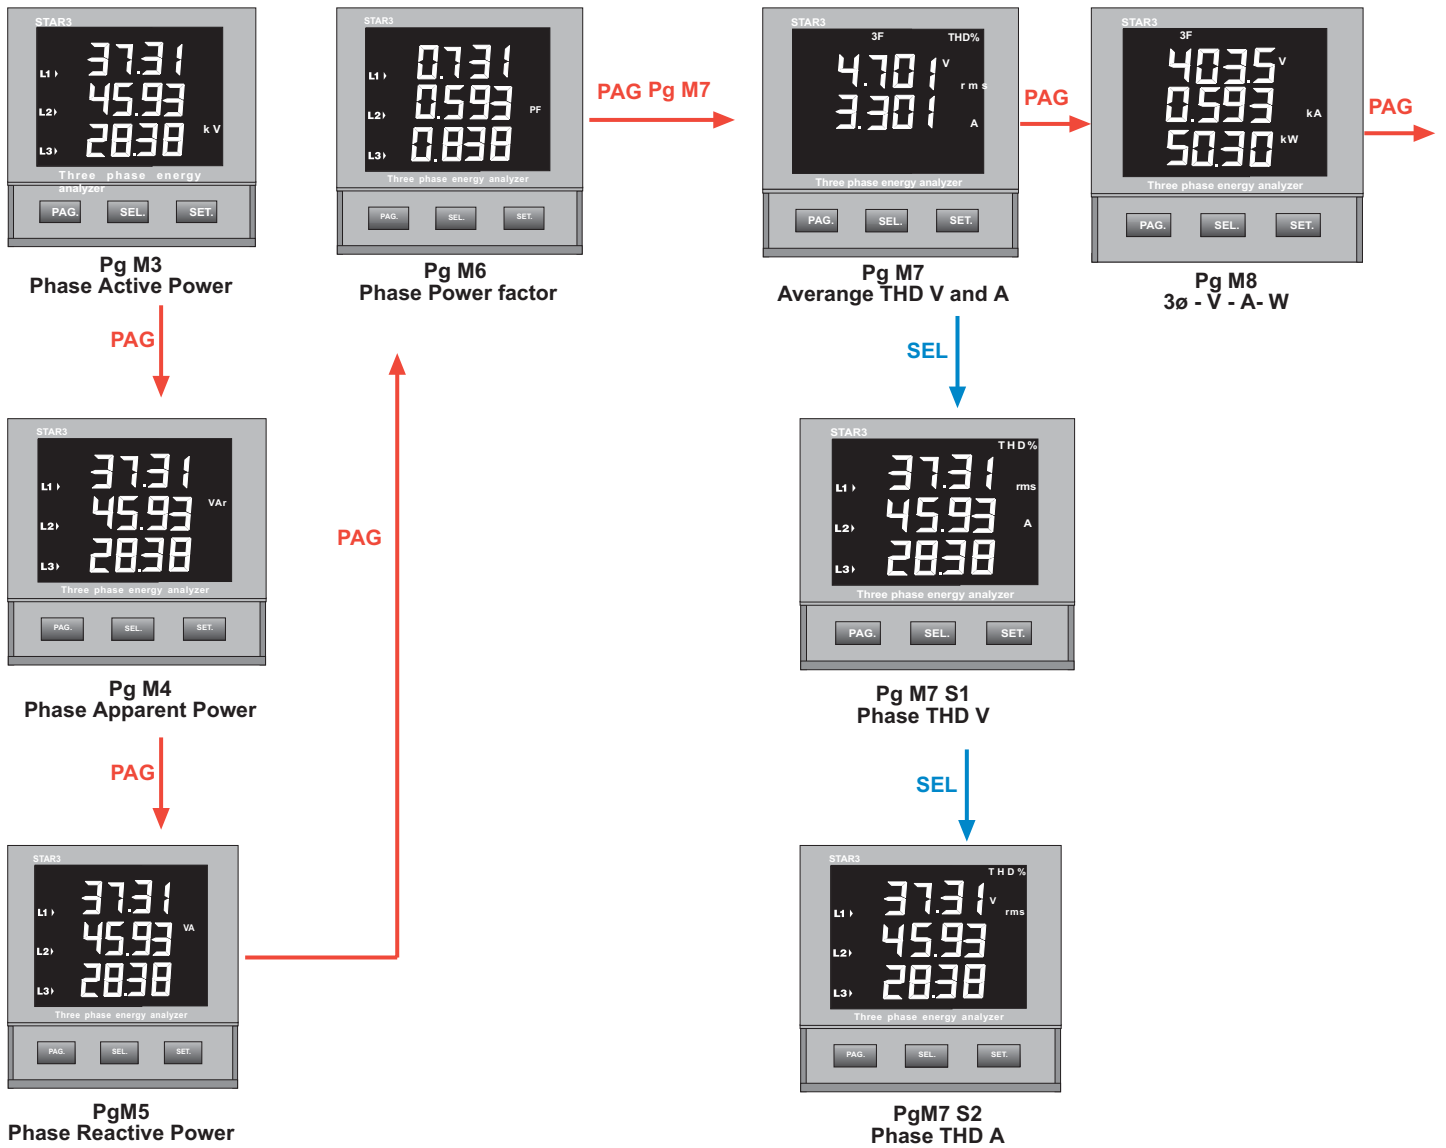 STAR3
37.31
L1
45.93
L2
28.38
kV
L3
Three phase energy
analyzer
PAG. SEL. SET.
Pg M3
Phase Active Power
PAG
STAR3
37.31
L1
45.93
VAr
L2
28.38
L3
Three phase energy analyzer
PAG. SEL. SET.
Pg M4
Phase Apparent Power
PAG
STAR3
37.31
L1
45.93
VA
L2
28.38
L3
Three phase energy analyzer
PAG. SEL. SET.
PgM5
Phase Reactive Power
PAG
STAR3
0.731
L1
0.593
PF
L2
0.838
L3
Three phase energy analyzer
PAG. SEL. SET.
Pg M6
Phase Power factor
PAG Pg M7
STAR3
3F THD%
4.701 V
rms
3.301 A
Three phase energy analyzer
PAG. SEL. SET.
Pg M7
Averange THD V and A
PAG
STAR3
3F
403.5 V
0.593 kA
50.30 kW
Three phase energy analyzer
PAG. SEL. SET.
Pg M8
3ø - V - A- W
PAG
SEL
STAR3
THD%
37.31
L1 rms
45.93
L2 A
28.38
L3
Three phase energy analyzer
PAG. SEL. SET.
Pg M7 S1
Phase THD V
SEL
STAR3
THD%
37.31 V
L1 rms
45.93
L2
28.38
L3
Three phase energy analyzer
PAG. SEL. SET.
PgM7 S2
Phase THD A